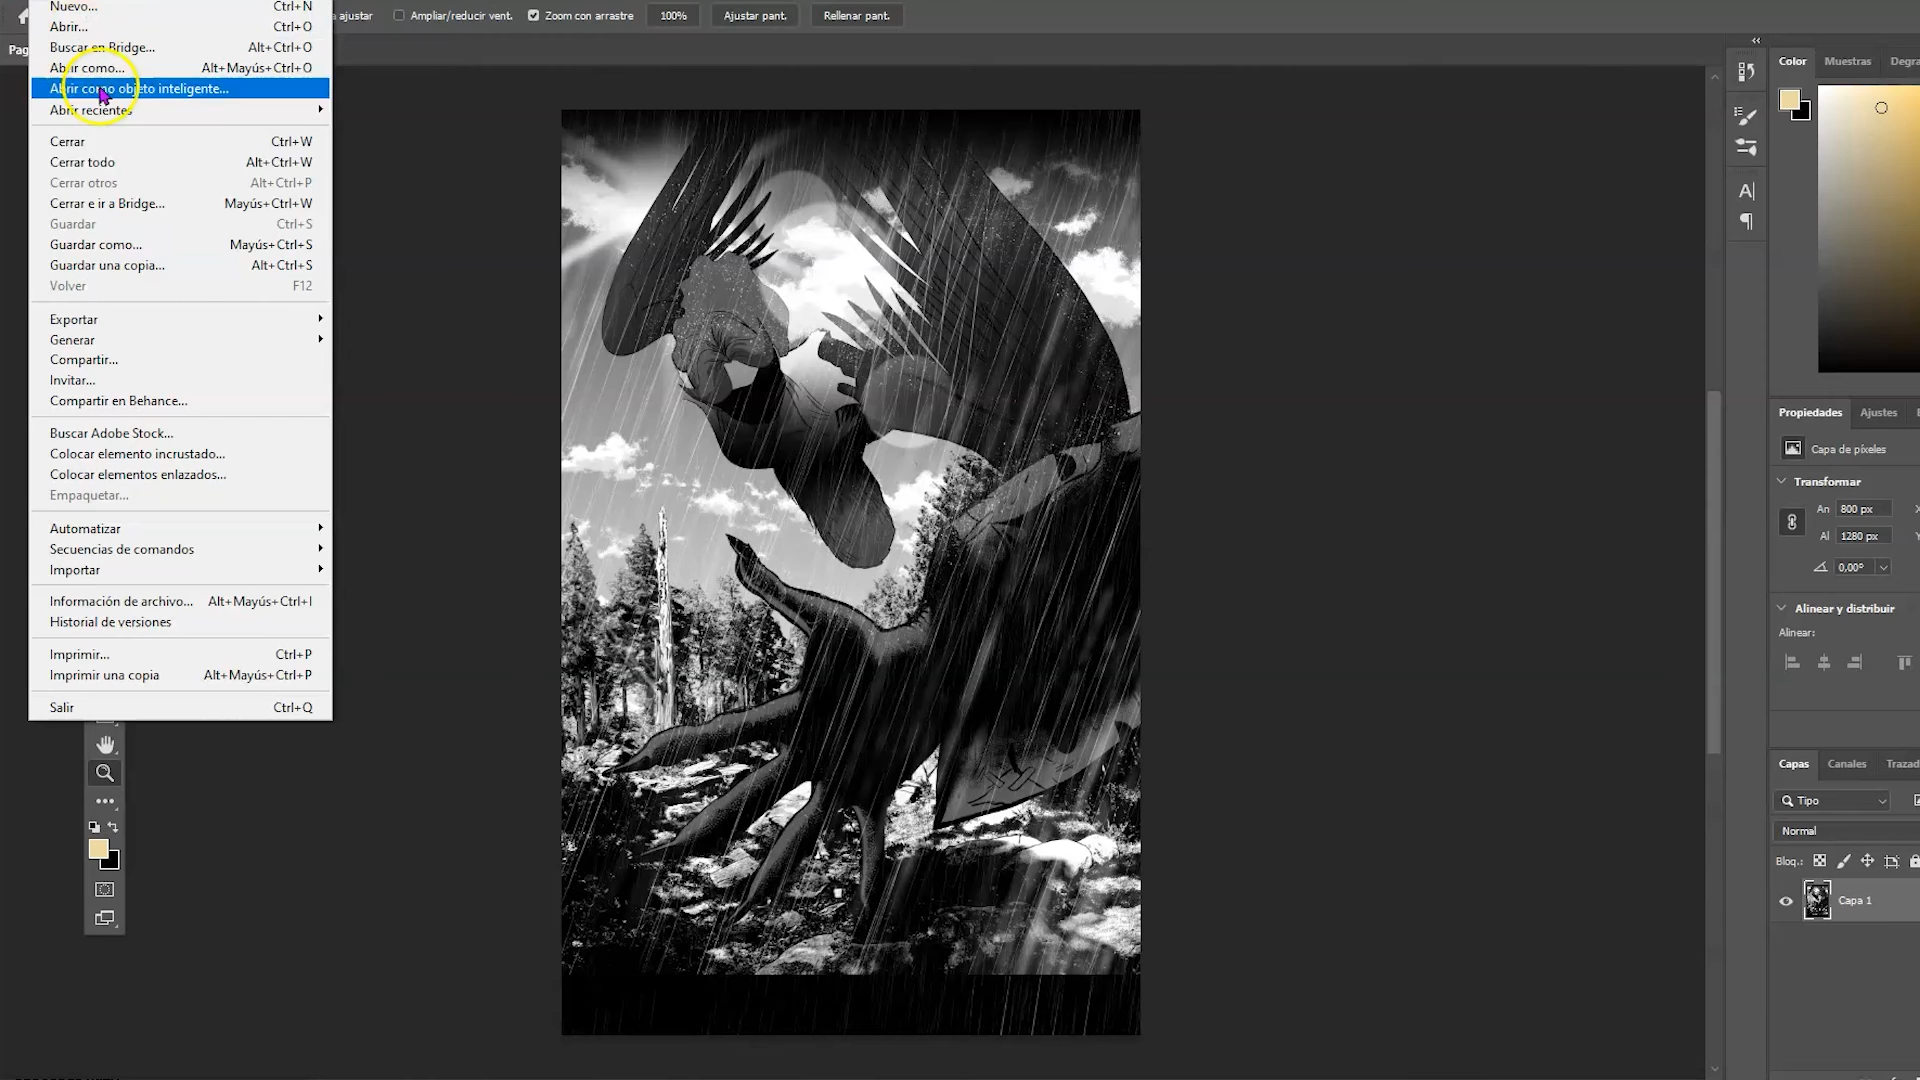 Nuevo... Ctrl+N
a ajustar Ampliar/reducir vent. Zoom con arrastre 100% Ajustar pant. Rellenar pant.
Abrir... Ctrl+O
Pag
Buscar en Bridge... Alt+Ctrl+O
Abrir como... Alt+Mayús+Ctrl+O
Abrir como objeto inteligente...
Abrir recientes
Cerrar Ctrl+W
Cerrar todo Alt+Ctrl+W
Cerrar otros Alt+Ctrl+P
Cerrar e ir a Bridge... Mayús+Ctrl+W
Guardar Ctrl+S
Guardar como... Mayús+Ctrl+S
Guardar una copia... Alt+Ctrl+S
Volver F12
Exportar
Generar
Compartir...
Invitar...
Compartir en Behance...
Buscar Adobe Stock...
Colocar elemento incrustado...
Colocar elementos enlazados...
Empaquetar...
Automatizar
Secuencias de comandos
Importar
Información de archivo... Alt+Mayús+Ctrl+I
Historial de versiones
Imprimir... Ctrl+P
Imprimir una copia Alt+Mayús+Ctrl+P
Salir Ctrl+Q
Color Muestras Degra
Propiedades Ajustes
Capa de píxeles
Transformar
An 800 px X
Al 1280 px Y
0,00°
Alinear y distribuir
Alinear:
Capas Canales Trazad
Tipo
Normal
Bloq.:
Capa 1